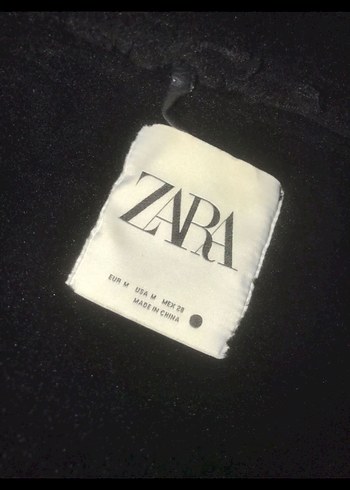 ZARA
EUR M USA M MEX 28
MADE IN CHINA